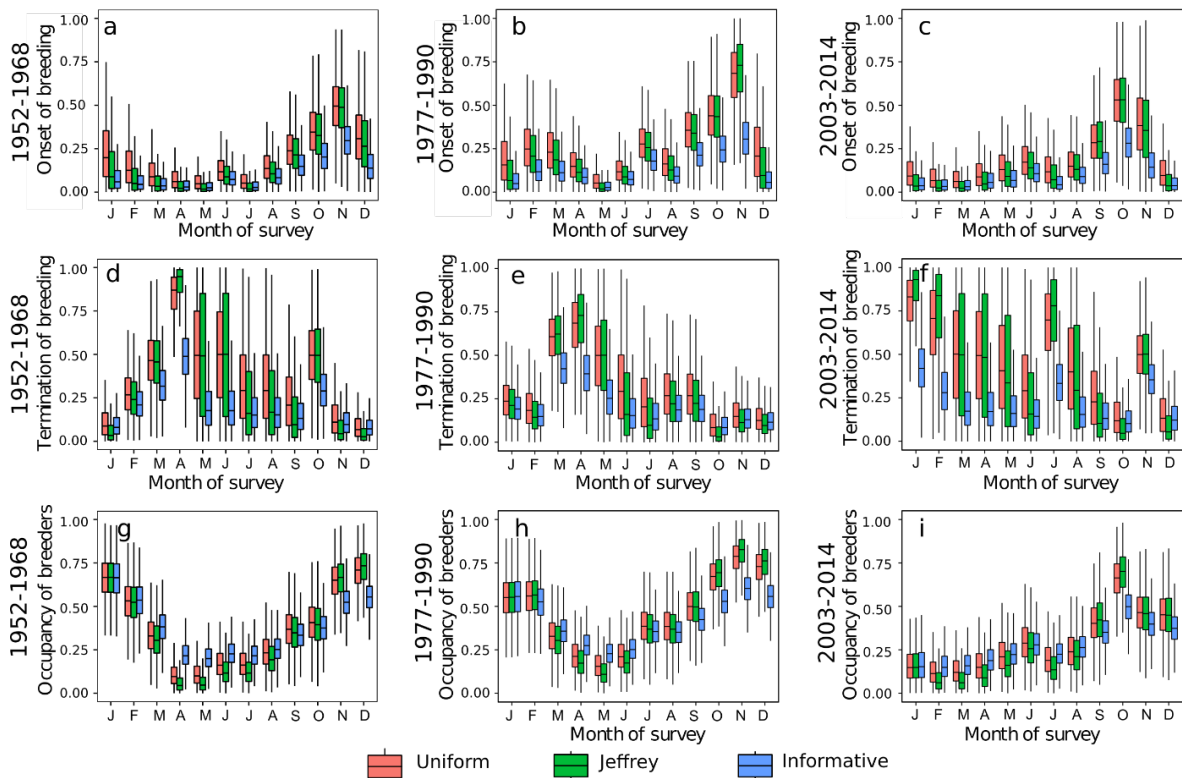 a
1952-1968
Onset of breeding
1.00
0.75
0.50
0.25
0.00
J F M A M J J A S O N D
Month of survey
b
1977-1990
Onset of breeding
1.00
0.75
0.50
0.25
0.00
J F M A M J J A S O N D
Month of survey
c
2003-2014
Onset of breeding
1.00
0.75
0.50
0.25
0.00
J F M A M J J A S O N D
Month of survey
d
1952-1968
Termination of breeding
1.00
0.75
0.50
0.25
0.00
J F M A M J J A S O N D
Month of survey
e
1977-1990
Termination of breeding
1.00
0.75
0.50
0.25
0.00
J F M A M J J A S O N D
Month of survey
f
2003-2014
Termination of breeding
1.00
0.75
0.50
0.25
0.00
J F M A M J J A S O N D
Month of survey
g
1952-1968
Occupancy of breeders
1.00
0.75
0.50
0.25
0.00
J F M A M J J A S O N D
Month of survey
h
1977-1990
Occupancy of breeders
1.00
0.75
0.50
0.25
0.00
J F M A M J J A S O N D
Month of survey
i
2003-2014
Occupancy of breeders
1.00
0.75
0.50
0.25
0.00
J F M A M J J A S O N D
Month of survey
Uniform Jeffrey Informative